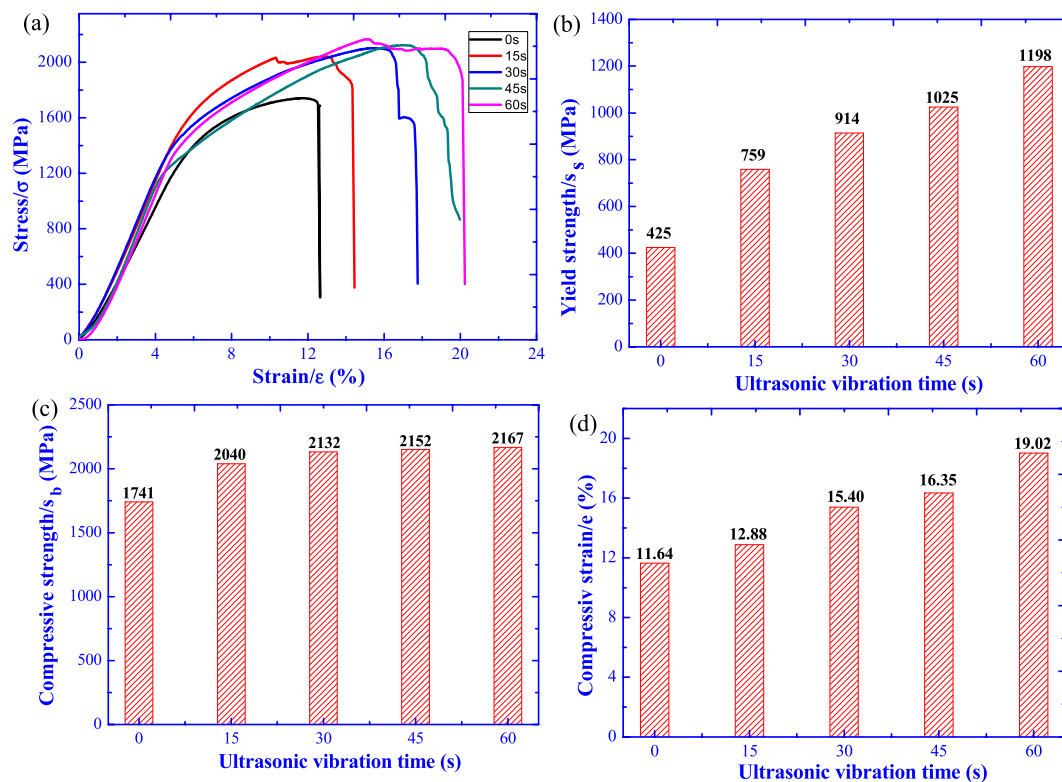 (a)
0s
15s
30s
45s
60s
2000
1600
1200
800
400
0
0 4 8 12 16 20 24
Stress/σ (MPa)
Strain/ε (%)
(b)
1400
1200
1000
800
600
400
200
0
425
759
914
1025
1198
0 15 30 45 60
Yield strength/s_s (MPa)
Ultrasonic vibration time (s)
(c)
2500
2000
1500
1000
500
0
1741
2040
2132
2152
2167
0 15 30 45 60
Compressive strength/s_b (MPa)
Ultrasonic vibration time (s)
(d)
20
16
12
8
4
0
11.64
12.88
15.40
16.35
19.02
0 15 30 45 60
Compressiv strain/e (%)
Ultrasonic vibration time (s)